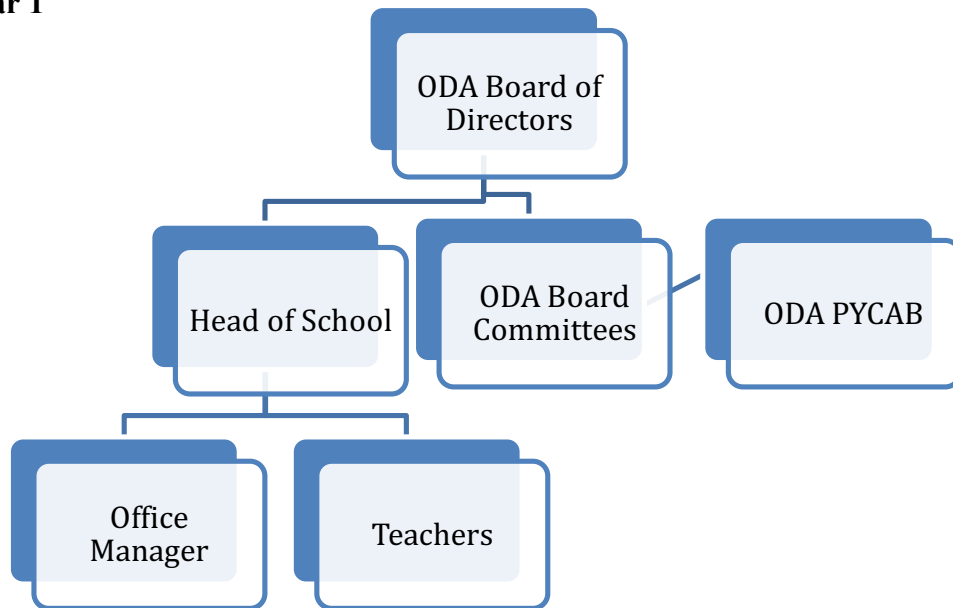 ODA Board of
Directors
Head of School
ODA Board
Committees
ODA PYCAB
Office
Manager
Teachers